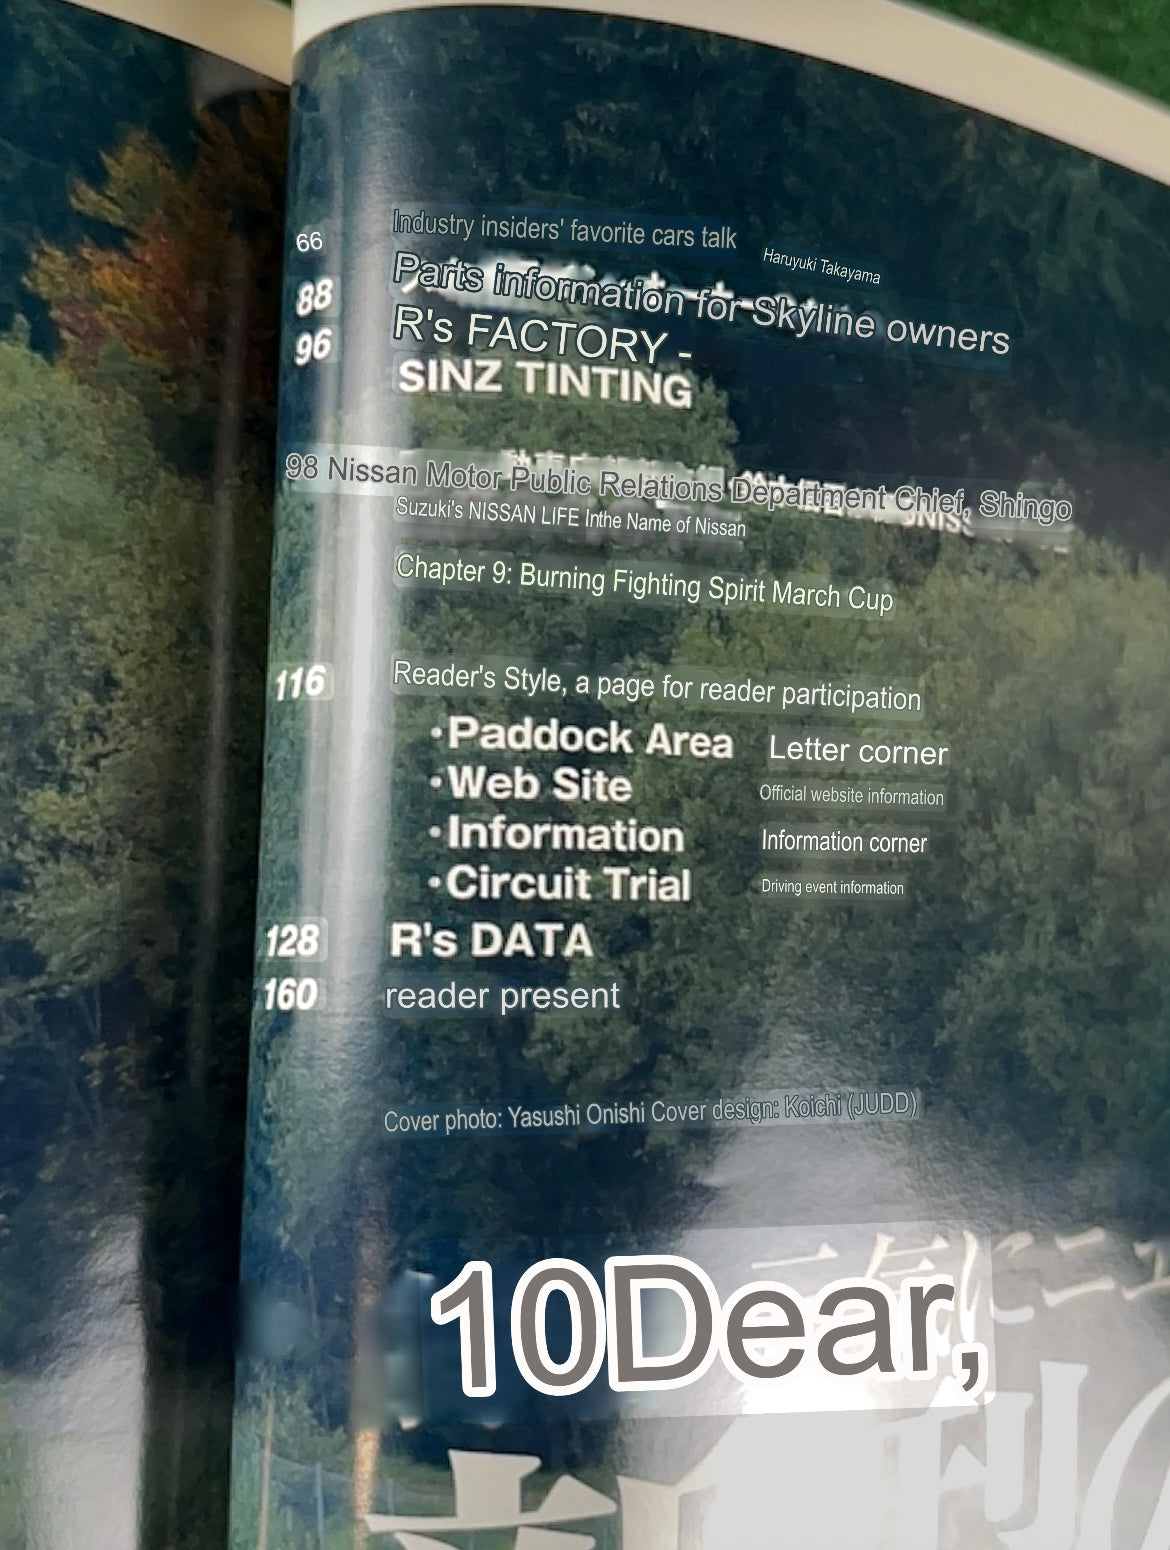 66 Industry insiders' favorite cars talk Haruyuki Takayama
88 Parts information for Skyline owners
96 R's FACTORY -
SINZ TINTING
98 Nissan Motor Public Relations Department Chief, Shingo
Suzuki's NISSAN LIFE Inthe Name of Nissan
Chapter 9: Burning Fighting Spirit March Cup
116 Reader's Style, a page for reader participation
•Paddock Area Letter corner
•Web Site Official website information
•Information Information corner
•Circuit Trial Driving event information
128 R's DATA
160 reader present
Cover photo: Yasushi Onishi Cover design: Koichi (JUDD)
10Dear,